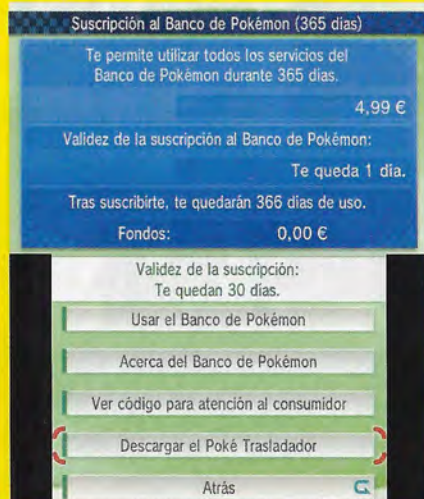 Suscripción al Banco de Pokémon (365 días)
Te permite utilizar todos los servicios del
Banco de Pokémon durante 365 días.
4,99 €
Validez de la suscripción al Banco de Pokémon:
Te queda 1 día.
Tras suscribirte, te quedarán 366 días de uso.
Fondos: 0,00 €
Validez de la suscripción:
Te quedan 30 días.
Usar el Banco de Pokémon
Acerca del Banco de Pokémon
Ver código para atención al consumidor
Descargar el Poké Trasladador
Atrás